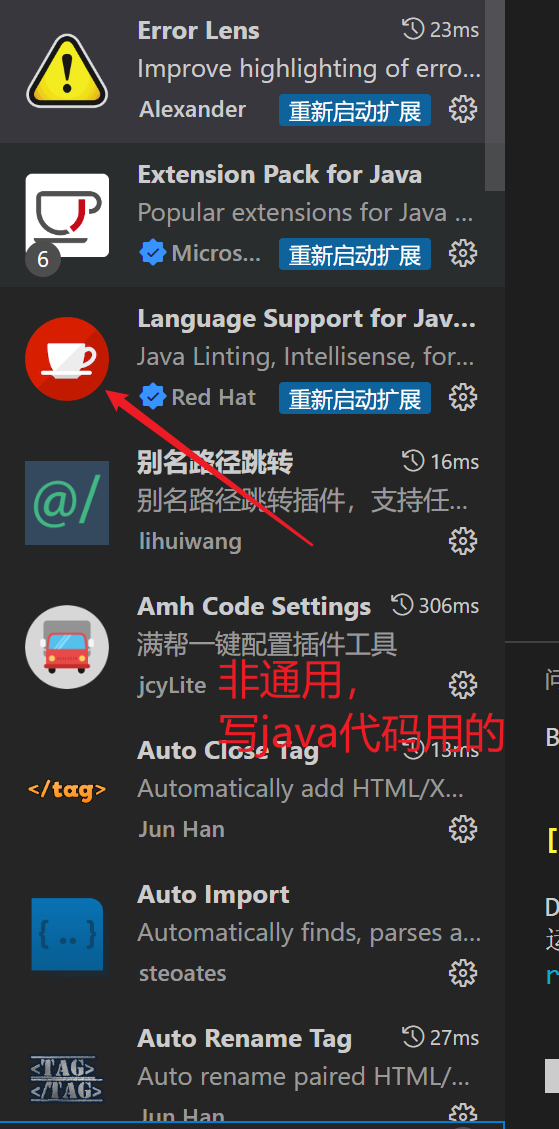 Error Lens 23ms
Improve highlighting of erro...
Alexander 重新启动扩展
Extension Pack for Java
Popular extensions for Java ...
6 Micros... 重新启动扩展
Language Support for Jav...
Java Linting, Intellisense, for...
Red Hat 重新启动扩展
别名路径跳转 16ms
@/
别名路径跳转插件，支持任...
lihuiwang
Amh Code Settings 306ms
满帮一键配置插件工具
jcyLite
非通用，
写java代码用的
Auto Close Tag 13ms
</tag>
Automatically add HTML/X...
Jun Han
Auto Import
{ .. }
Automatically finds, parses a...
steoates
Auto Rename Tag 27ms
<TAG>
</TAG>
Auto rename paired HTML/...
Jun Han
B
[
D
r